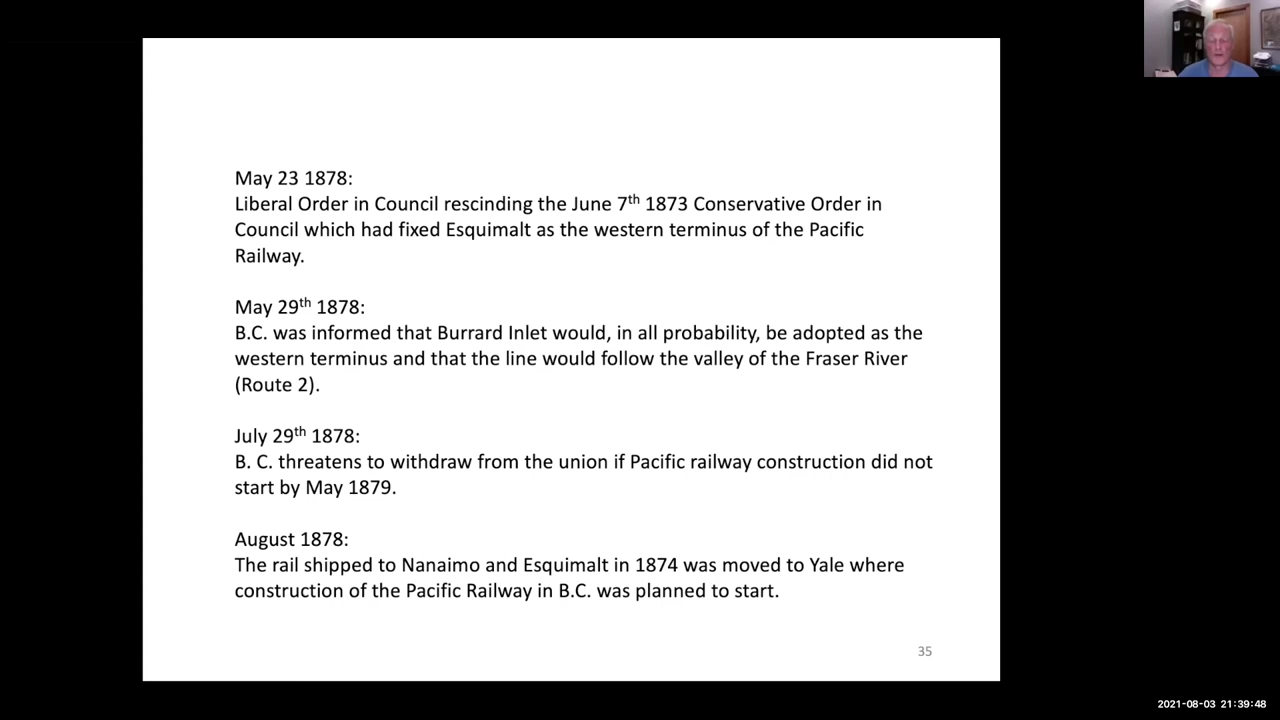 May 23 1878:
Liberal Order in Council rescinding the June 7th 1873 Conservative Order in
Council which had fixed Esquimalt as the western terminus of the Pacific
Railway.
May 29th 1878:
B.C. was informed that Burrard Inlet would, in all probability, be adopted as the
western terminus and that the line would follow the valley of the Fraser River
(Route 2).
July 29th 1878:
B. C. threatens to withdraw from the union if Pacific railway construction did not
start by May 1879.
August 1878:
The rail shipped to Nanaimo and Esquimalt in 1874 was moved to Yale where
construction of the Pacific Railway in B.C. was planned to start.
35
2021-08-03 21:39:48